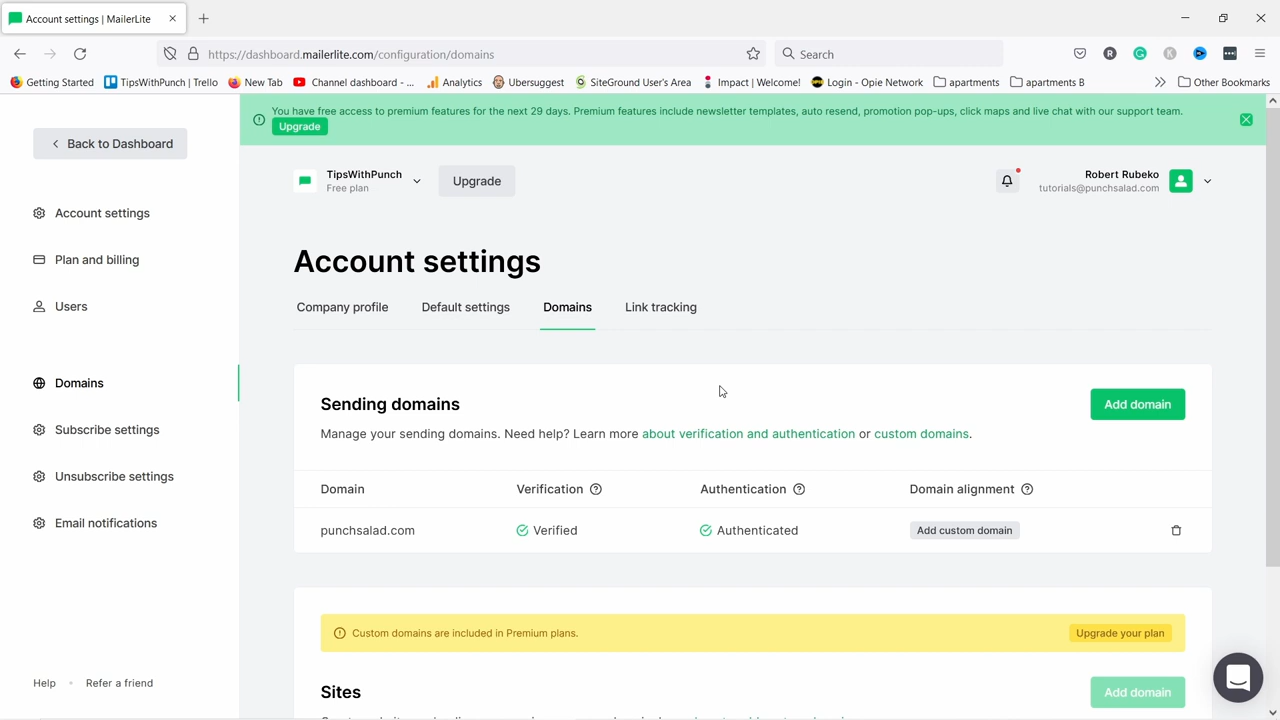 Account settings | MailerLite
https://dashboard.mailerlite.com/configuration/domains
Search
Getting Started
TipsWithPunch | Trello
New Tab
Channel dashboard - ...
Analytics
Ubersuggest
SiteGround User's Area
Impact | Welcome!
Login - Opie Network
apartments
apartments B
Other Bookmarks
You have free access to premium features for the next 29 days. Premium features include newsletter templates, auto resend, promotion pop-ups, click maps and live chat with our support team.
Upgrade
Back to Dashboard
TipsWithPunch
Free plan
Upgrade
Robert Rubeko
tutorials@punchsalad.com
Account settings
Plan and billing
Users
Domains
Subscribe settings
Unsubscribe settings
Email notifications
Help
Refer a friend
Account settings
Company profile
Default settings
Domains
Link tracking
Sending domains
Add domain
Manage your sending domains. Need help? Learn more about verification and authentication or custom domains.
Domain
Verification
Authentication
Domain alignment
punchsalad.com
Verified
Authenticated
Add custom domain
Custom domains are included in Premium plans.
Upgrade your plan
Sites
Add domain